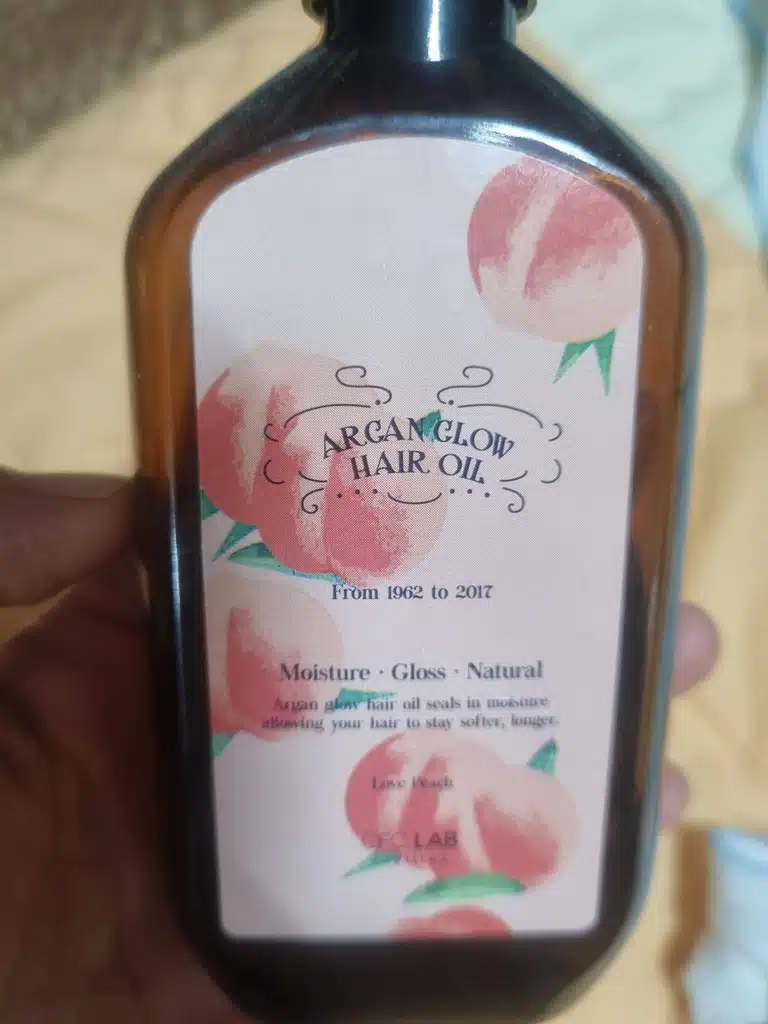 ARGAN GLOW
HAIR OIL
From 1962 to 2017
Moisture · Gloss · Natural
Argan glow hair oil seals in moisture
allowing your hair to stay softer, longer.
Love Peach
LAB